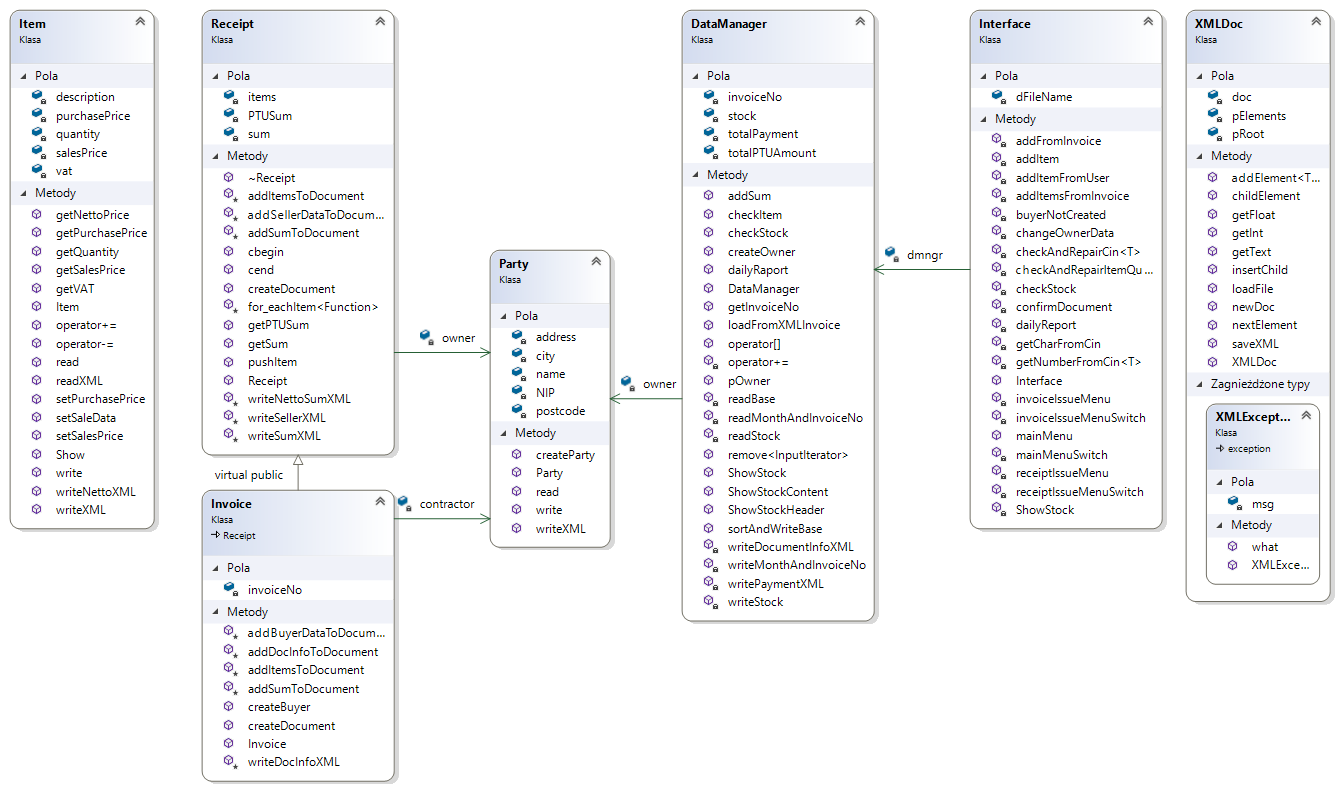 Item
Klasa
Pola
description
purchasePrice
quantity
salesPrice
vat
Metody
getNettoPrice
getPurchasePrice
getQuantity
getSalesPrice
getVAT
Item
operator+=
operator-=
read
readXML
setPurchasePrice
setSaleData
setSalesPrice
Show
write
writeNettoXML
writeXML
Receipt
Klasa
Pola
items
PTUSum
sum
Metody
~Receipt
addItemsToDocument
addSellerDataToDocum...
addSumToDocument
cbegin
cend
createDocument
for_eachItem<Function>
getPTUSum
getSum
pushItem
Receipt
writeNettoSumXML
writeSellerXML
writeSumXML
virtual public
Invoice
Klasa
Receipt
Pola
invoiceNo
Metody
addBuyerDataToDocum...
addDocInfoToDocument
addItemsToDocument
addSumToDocument
createBuyer
createDocument
Invoice
writeDocInfoXML
owner
contractor
Party
Klasa
Pola
address
city
name
NIP
postcode
Metody
createParty
Party
read
write
writeXML
owner
DataManager
Klasa
Pola
invoiceNo
stock
totalPayment
totalPTUAmount
Metody
addSum
checkItem
checkStock
createOwner
dailyRaport
DataManager
getInvoiceNo
loadFromXMLInvoice
operator[]
operator+=
pOwner
readBase
readMonthAndInvoiceNo
readStock
remove<InputIterator>
ShowStock
ShowStockContent
ShowStockHeader
sortAndWriteBase
writeDocumentInfoXML
writeMonthAndInvoiceNo
writePaymentXML
writeStock
dmngr
Interface
Klasa
Pola
dFileName
Metody
addFromInvoice
addItem
addItemFromUser
addItemsFromInvoice
buyerNotCreated
changeOwnerData
checkAndRepairCin<T>
checkAndRepairItemQu...
checkStock
confirmDocument
dailyReport
getCharFromCin
getNumberFromCin<T>
Interface
invoiceIssueMenu
invoiceIssueMenuSwitch
mainMenu
mainMenuSwitch
receiptIssueMenu
receiptIssueMenuSwitch
ShowStock
XMLDoc
Klasa
Pola
doc
pElements
pRoot
Metody
addElement<T...
childElement
getFloat
getInt
getText
insertChild
loadFile
newDoc
nextElement
saveXML
XMLDoc
Zagnieżdżone typy
XMLExcept...
Klasa
exception
Pola
msg
Metody
what
XMLExce...